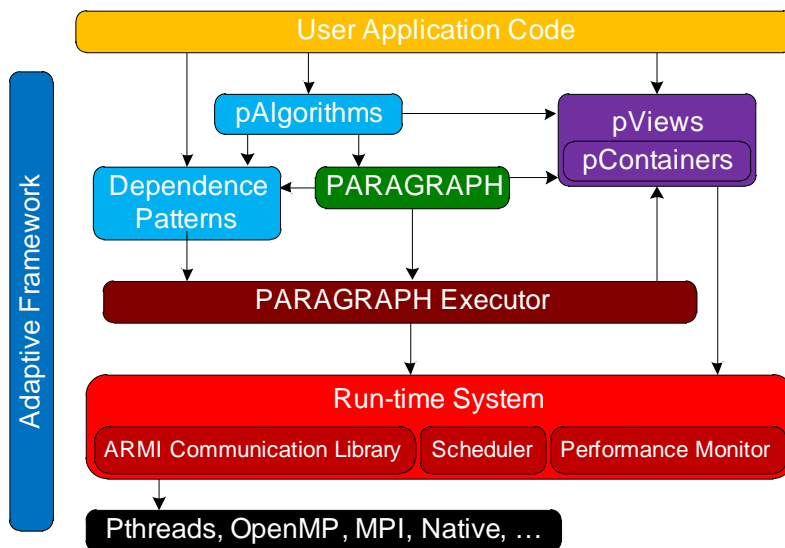 User Application Code
Adaptive Framework
pAlgorithms
pViews
pContainers
Dependence
Patterns
PARAGRAPH
PARAGRAPH Executor
Run-time System
ARMI Communication Library
Scheduler
Performance Monitor
Pthreads, OpenMP, MPI, Native, …